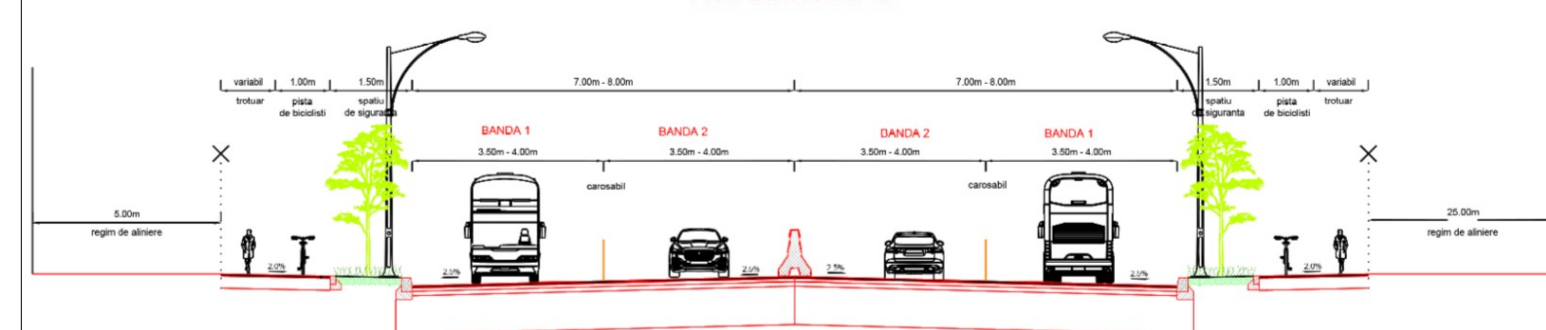 variabil
1.00m
1.50m
7.00m - 8.00m
7.00m - 8.00m
1.50m
1.00m
variabil
trotuar
pista
de biciclisti
spatiu
de siguranta
spatiu
de siguranta
pista
de biciclisti
trotuar
BANDA 1
BANDA 2
BANDA 2
BANDA 1
3.50m - 4.00m
3.50m - 4.00m
3.50m - 4.00m
3.50m - 4.00m
carosabil
carosabil
5.00m
regim de aliniere
25.00m
regim de aliniere
2.0%
2.5%
2.5%
2.5%
2.5%
2.0%